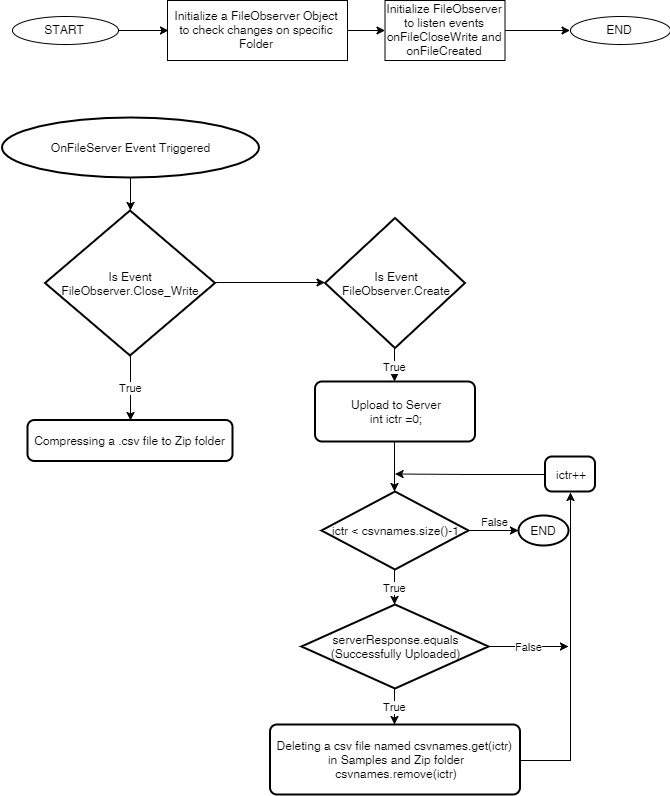 START
Initialize a FileObserver Object
to check changes on specific
Folder
Initialize FileObserver
to listen events
onFileCloseWrite and
onFileCreated
END
OnFileServer Event Triggered
Is Event
FileObserver.Close_Write
Is Event
FileObserver.Create
True
Compressing a .csv file to Zip folder
True
Upload to Server
int ictr =0;
ictr++
ictr < csvnames.size()-1
False
END
True
serverResponse.equals
(Successfully Uploaded)
False
True
Deleting a csv file named csvnames.get(ictr)
in Samples and Zip folder
csvnames.remove(ictr)